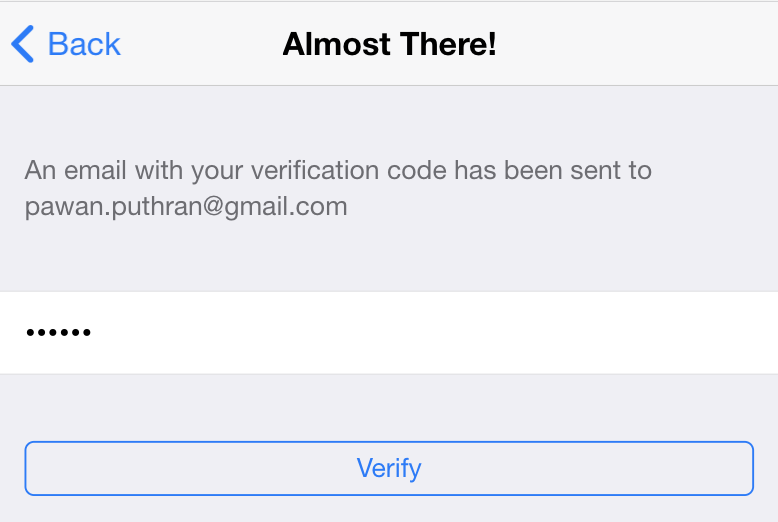 Back
Almost There!
An email with your verification code has been sent to
pawan.puthran@gmail.com
••••••
Verify